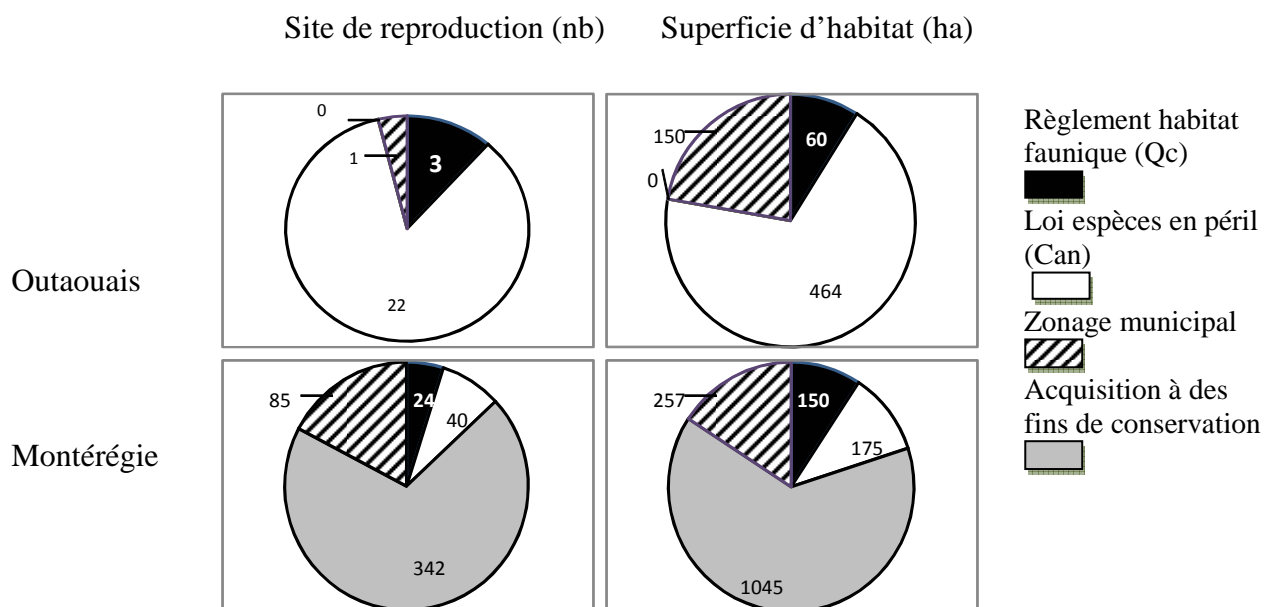 Site de reproduction (nb)
Superficie d’habitat (ha)
Outaouais
0
1
3
22
150
0
60
464
Montérégie
85
24
40
342
257
150
175
1045
Règlement habitat
faunique (Qc)
Loi espèces en péril
(Can)
Zonage municipal
Acquisition à des
fins de conservation